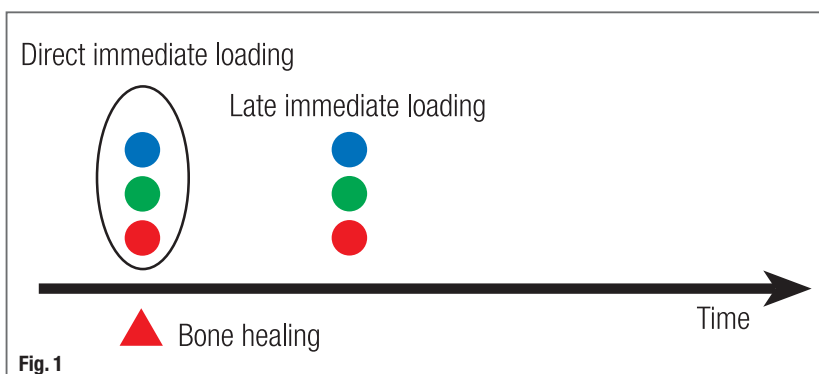 Direct immediate loading
Late immediate loading
Time
Bone healing
Fig. 1